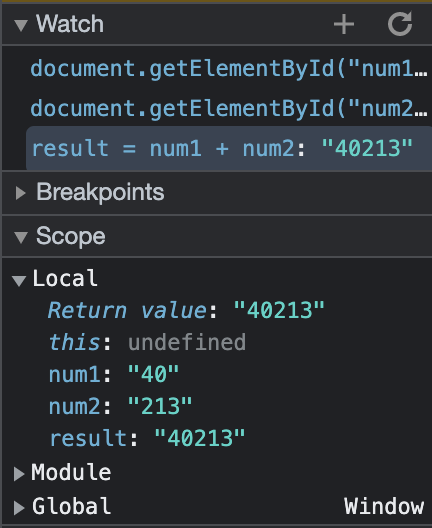 Watch
document.getElementById("num1…
document.getElementById("num2…
result = num1 + num2: "40213"
Breakpoints
Scope
Local
Return value: "40213"
this: undefined
num1: "40"
num2: "213"
result: "40213"
Module
Global Window